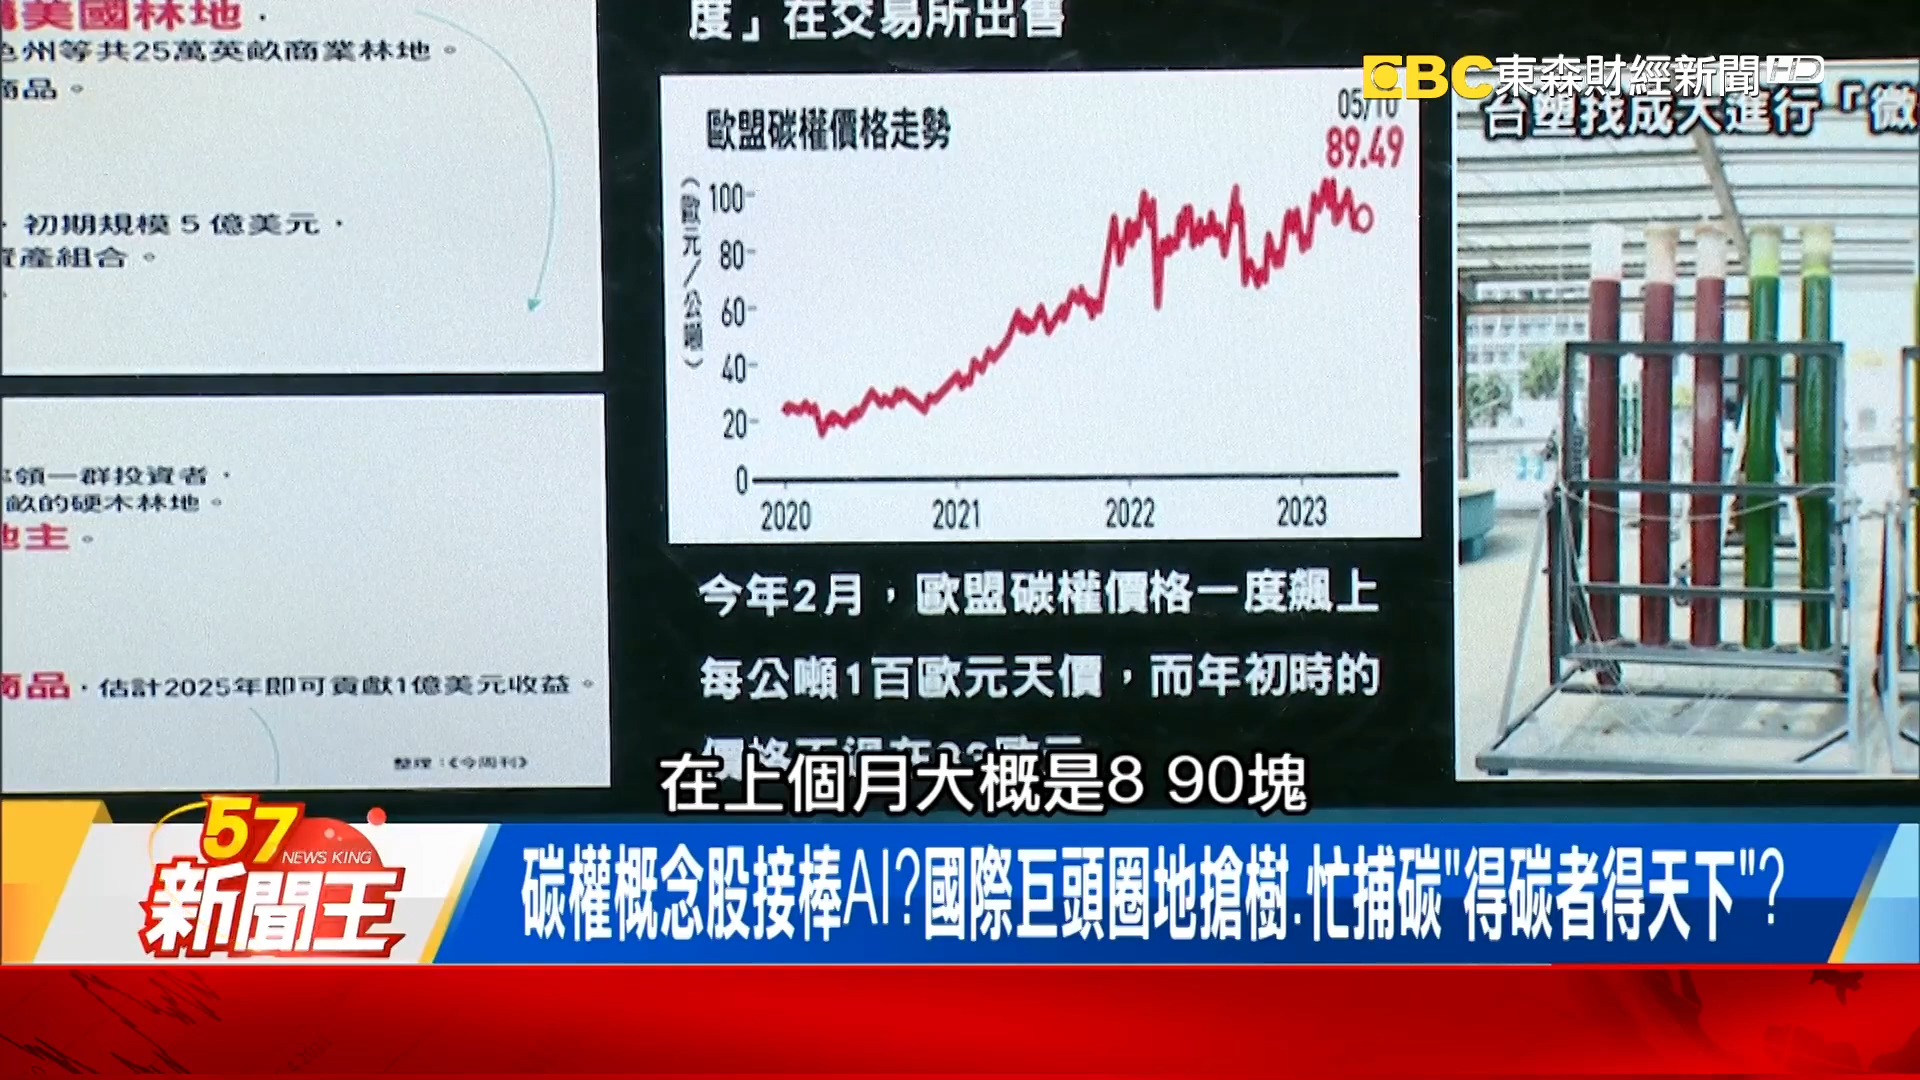 美國林地．
州等共25萬英畝商業林地。
商品。
．初期規模 5 億美元，
資產組合。
領一群投資者，
畝的硬木林地。
地主。
商品，估計2025年即可貢獻1億美元收益。
整理：《今周刊》
度」在交易所出售
歐盟碳權價格走勢
05/10
89.49
（歐元／公噸）
100
80
60
40
20
0
2020 2021 2022 2023
今年2月，歐盟碳權價格一度飆上
每公噸1百歐元天價，而年初時的
EBC東森財經新聞HD
台塑找成大進行「微
在上個月大概是8 90塊
57
NEWS KING
新聞王
碳權概念股接棒AI?國際巨頭圈地搶樹.忙捕碳"得碳者得天下"?